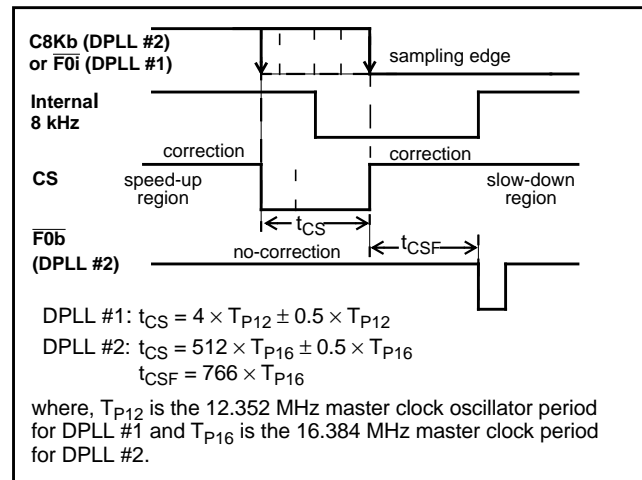 C8Kb (DPLL #2)
or F̅0̅i̅ (DPLL #1)
sampling edge
Internal
8 kHz
correction
correction
CS
speed-up
region
slow-down
region
tCS
F̅0̅b̅
(DPLL #2)
no-correction
tCSF
DPLL #1: tCS = 4 × TP12 ± 0.5 × TP12
DPLL #2: tCS = 512 × TP16 ± 0.5 × TP16
tCSF = 766 × TP16
where, TP12 is the 12.352 MHz master clock oscillator period
for DPLL #1 and TP16 is the 16.384 MHz master clock period
for DPLL #2.